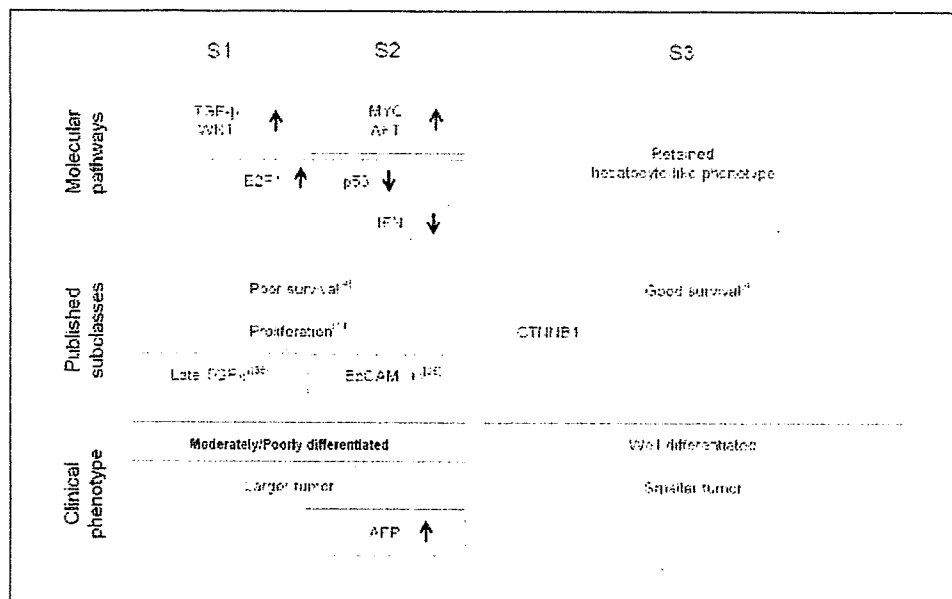 S1 S2 S3
Molecular pathways
TGF-β
WNT
MYC
AKT
E2F1 p53
IFN
Retained
hepatocyte-like phenotype
Published subclasses
Poor survival Good survival
Proliferation CTNNB1
Late TGF-β EpCAM
Clinical phenotype
Moderately/Poorly differentiated Well differentiated
Larger tumor Smaller tumor
AFP